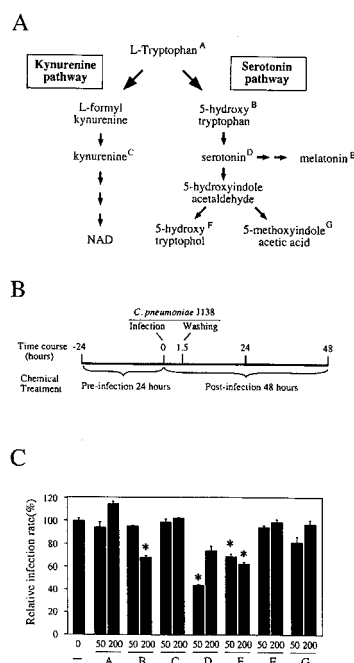 A
L-Tryptophan A
Kynurenine pathway
Serotonin pathway
L-formyl kynurenine
5-hydroxy B tryptophan
kynurenine C
serotonin D
melatonin E
5-hydroxyindole acetaldehyde
NAD
5-hydroxy F tryptophol
5-methoxyindole G acetic acid
B
C. pneumoniae J138
Infection Washing
Time course (hours)
-24 0 1.5 24 48
Chemical Treatment
Pre-infection 24 hours
Post-infection 48 hours
C
Relative infection rate(%)
120
100
80
60
40
20
0
* * * *
0 50 200 50 200 50 200 50 200 50 200 50 200 50 200
— A B C D E F G